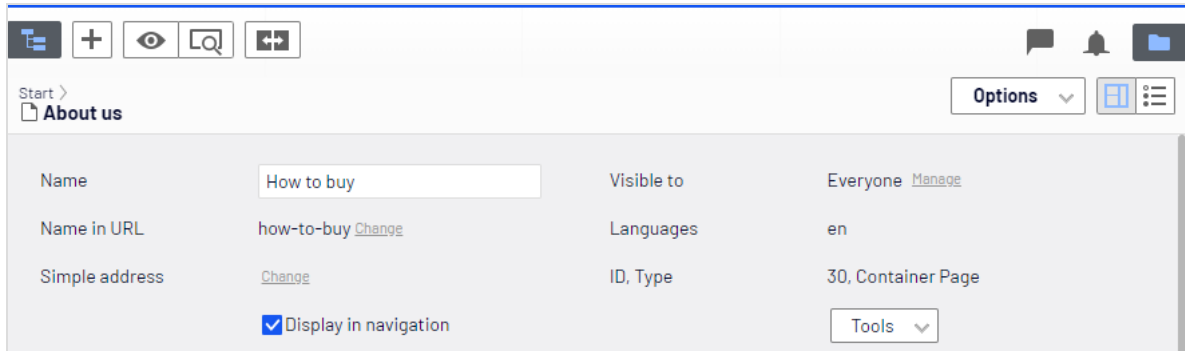 Start
About us
Options
Name
How to buy
Visible to
Everyone Manage
Name in URL
how-to-buy Change
Languages
en
Simple address
Change
ID, Type
30, Container Page
Display in navigation
Tools